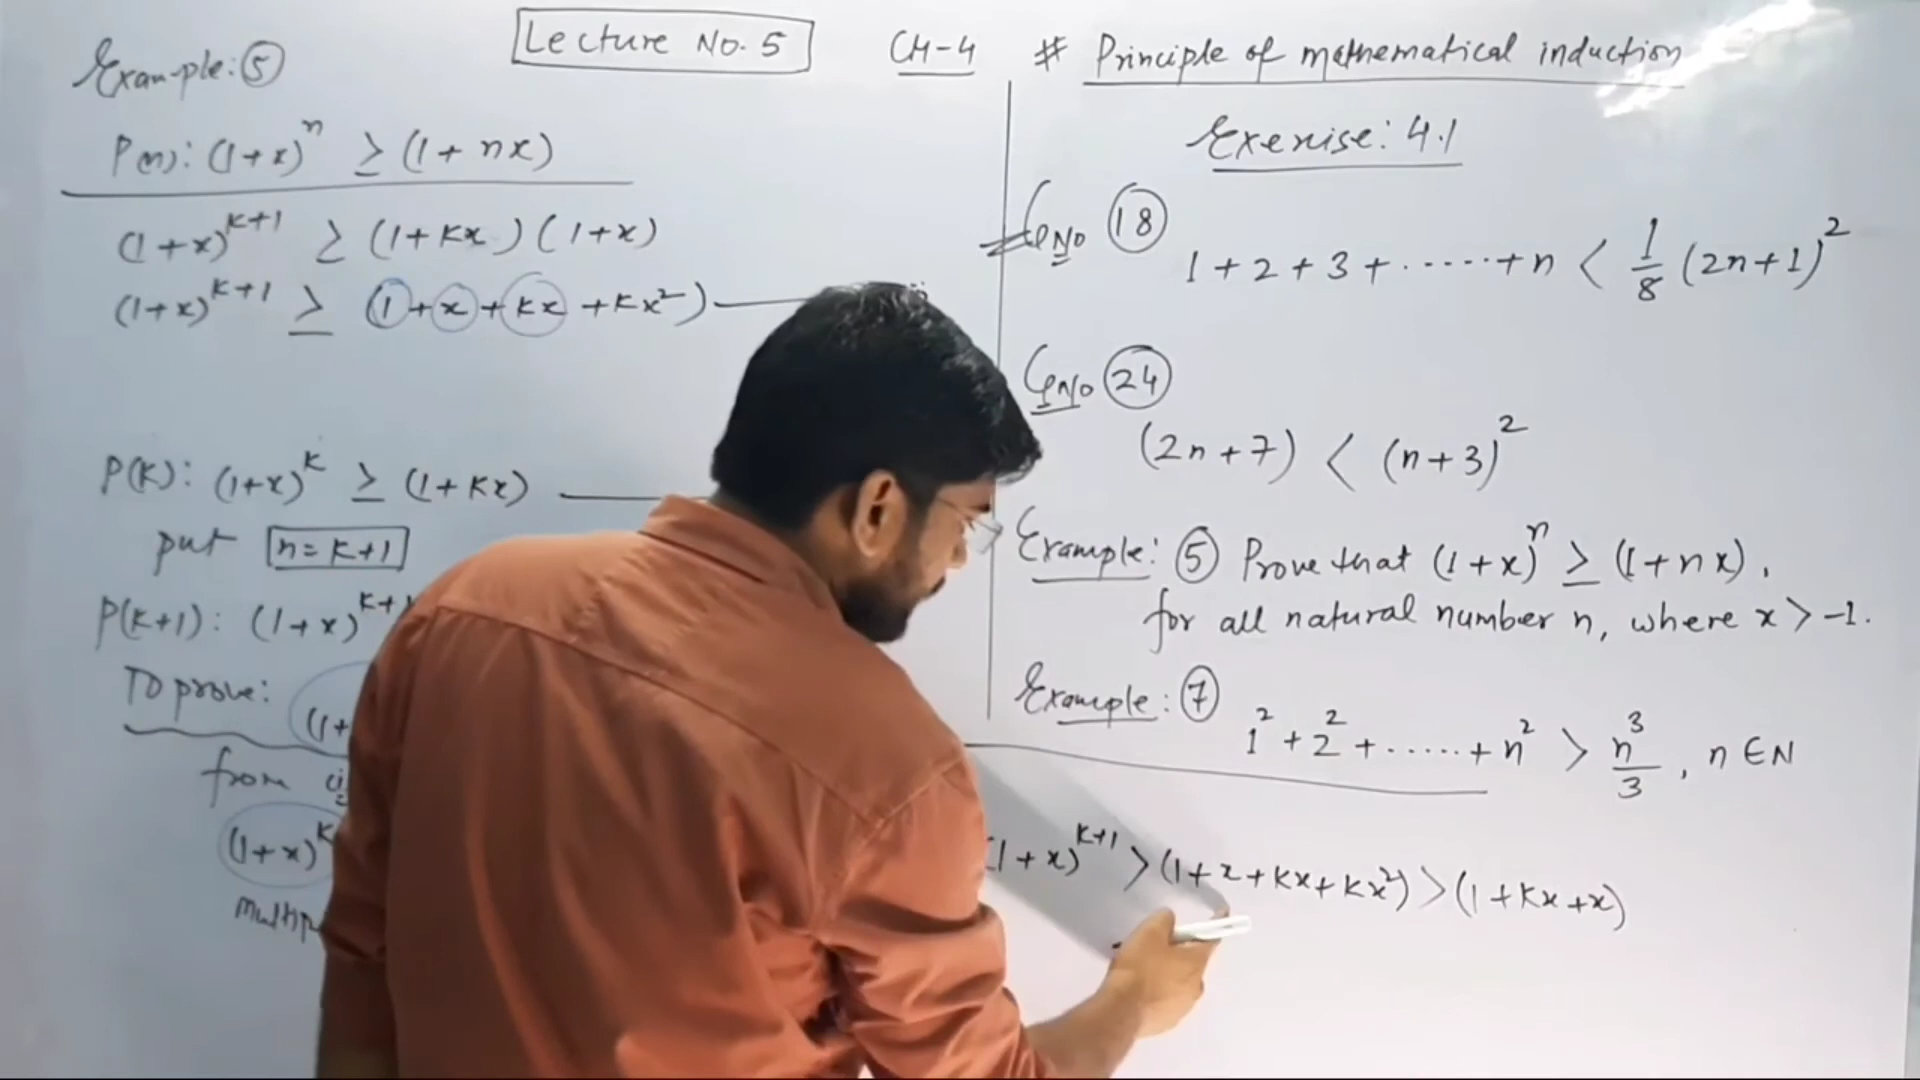 Lecture No. 5 CH-4 # Principle of mathematical induction
Example: 5
P(n): (1+x)^n ≥ (1+nx)
(1+x)^{k+1} ≥ (1+kx)(1+x)
(1+x)^{k+1} ≥ (1+x+kx+kx²)
P(k): (1+x)^k ≥ (1+kx)
put n=k+1
P(k+1): (1+x)^{k+1}
To prove:
from
(1+x)^k
Exercise: 4.1
Q No 18
1+2+3+......+n < 1/8 (2n+1)²
Q No 24
(2n+7) < (n+3)²
Example: 5 Prove that (1+x)^n ≥ (1+nx),
for all natural number n, where x > -1.
Example: 7
1²+2²+......+n² > n³/3, n ∈ N
(1+x)^{k+1} > (1+x+kx+kx²) > (1+kx+x)